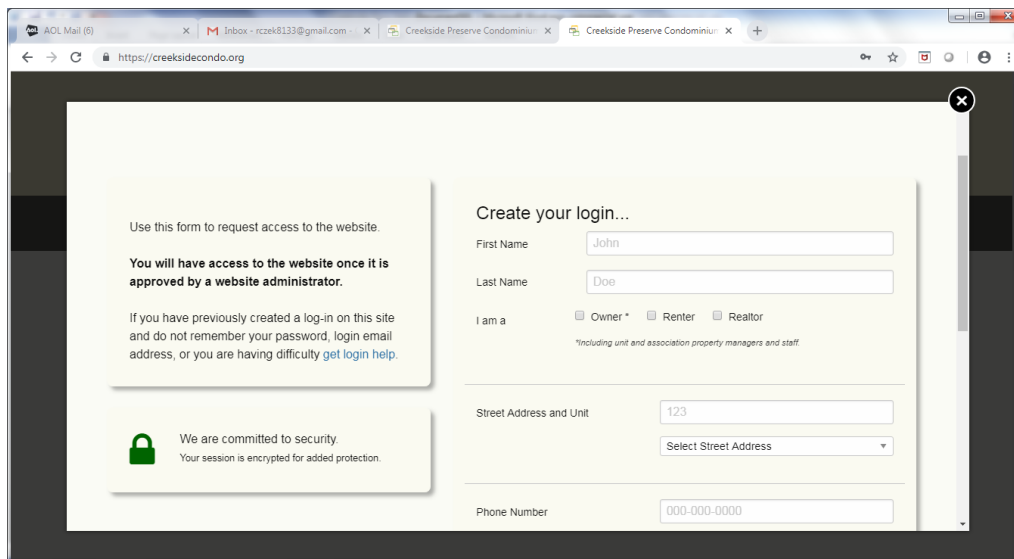 AOL Mail (6)
Inbox - rczek8133@gmail.com -
Creekside Preserve Condominium
Creekside Preserve Condominium
https://creeksidecondo.org
Use this form to request access to the website.
You will have access to the website once it is
approved by a website administrator.
If you have previously created a log-in on this site
and do not remember your password, login email
address, or you are having difficulty get login help.
We are committed to security.
Your session is encrypted for added protection.
Create your login...
First Name
John
Last Name
Doe
I am a
Owner *
Renter
Realtor
*Including unit and association property managers and staff.
Street Address and Unit
123
Select Street Address
Phone Number
000-000-0000